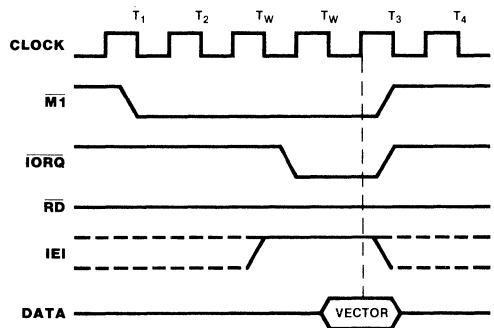 T1 T2 TW TW T3 T4
CLOCK
M1
IORQ
RD
IEI
DATA VECTOR